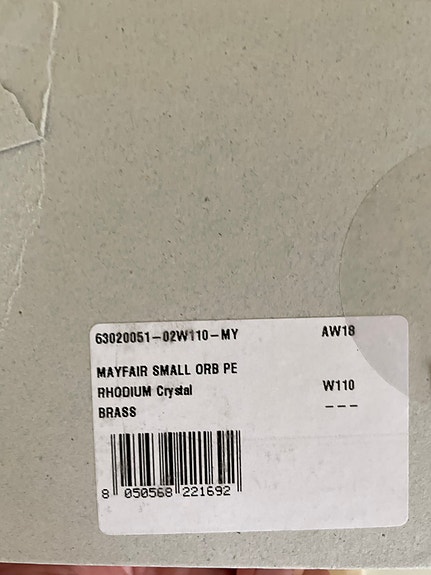 63020051-02W110-MY AW18
MAYFAIR SMALL ORB PE
RHODIUM Crystal W110
BRASS ---
8 050568 221692